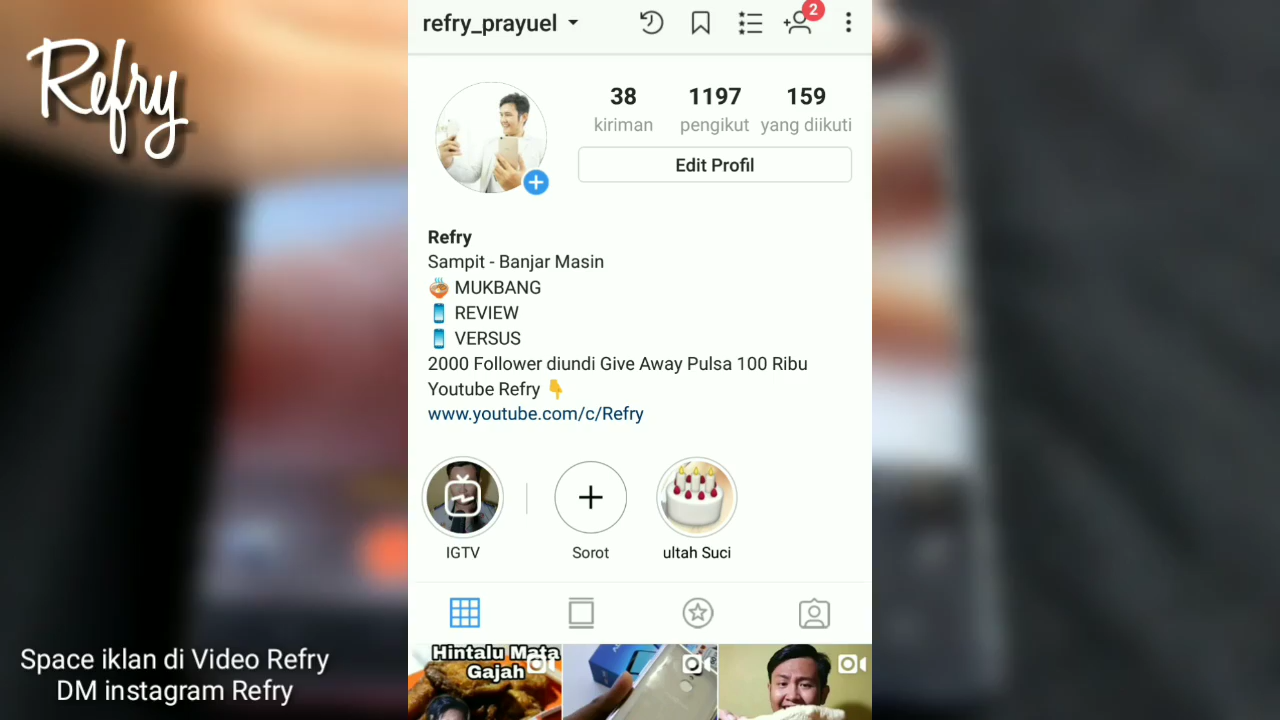 Refry
refry_prayuel
2
38 1197 159
kiriman pengikut yang diikuti
Edit Profil
Refry
Sampit - Banjar Masin
🍜 MUKBANG
📱 REVIEW
📱 VERSUS
2000 Follower diundi Give Away Pulsa 100 Ribu
Youtube Refry 👇
www.youtube.com/c/Refry
IGTV Sorot ultah Suci
Hintalu Mata
Gajah
Space iklan di Video Refry
DM instagram Refry